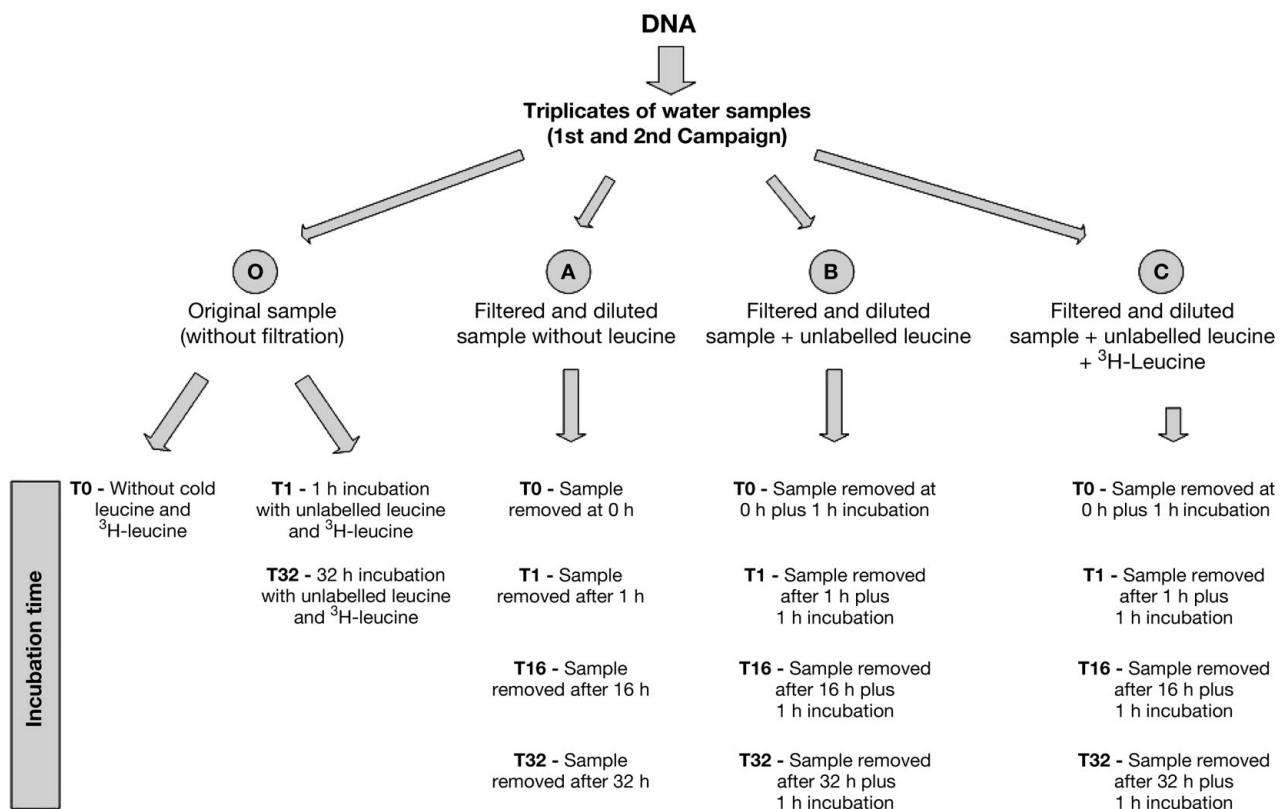 DNA
Triplicates of water samples
(1st and 2nd Campaign)
O
Original sample
(without filtration)
A
Filtered and diluted
sample without leucine
B
Filtered and diluted
sample + unlabelled leucine
C
Filtered and diluted
sample + unlabelled leucine
+ ³H-Leucine
Incubation time
T0 - Without cold
leucine and
³H-leucine
T1 - 1 h incubation
with unlabelled leucine
and ³H-leucine
T32 - 32 h incubation
with unlabelled leucine
and ³H-leucine
T0 - Sample
removed at 0 h
T1 - Sample
removed after 1 h
T16 - Sample
removed after 16 h
T32 - Sample
removed after 32 h
T0 - Sample removed at
0 h plus 1 h incubation
T1 - Sample removed
after 1 h plus
1 h incubation
T16 - Sample removed
after 16 h plus
1 h incubation
T32 - Sample removed
after 32 h plus
1 h incubation
T0 - Sample removed at
0 h plus 1 h incubation
T1 - Sample removed
after 1 h plus
1 h incubation
T16 - Sample removed
after 16 h plus
1 h incubation
T32 - Sample removed
after 32 h plus
1 h incubation